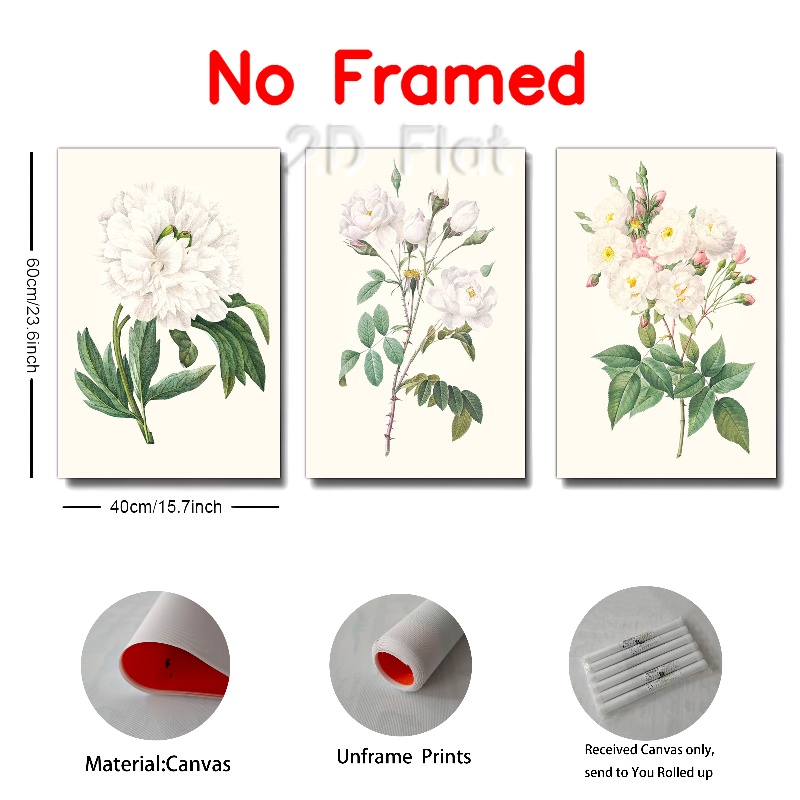 No Framed
2D Flat
60cm/23.6inch
40cm/15.7inch
Material:Canvas
Unframe Prints
Received Canvas only,
send to You Rolled up